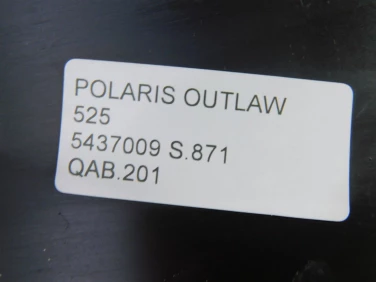 POLARIS OUTLAW
525
5437009 S.871
QAB.201